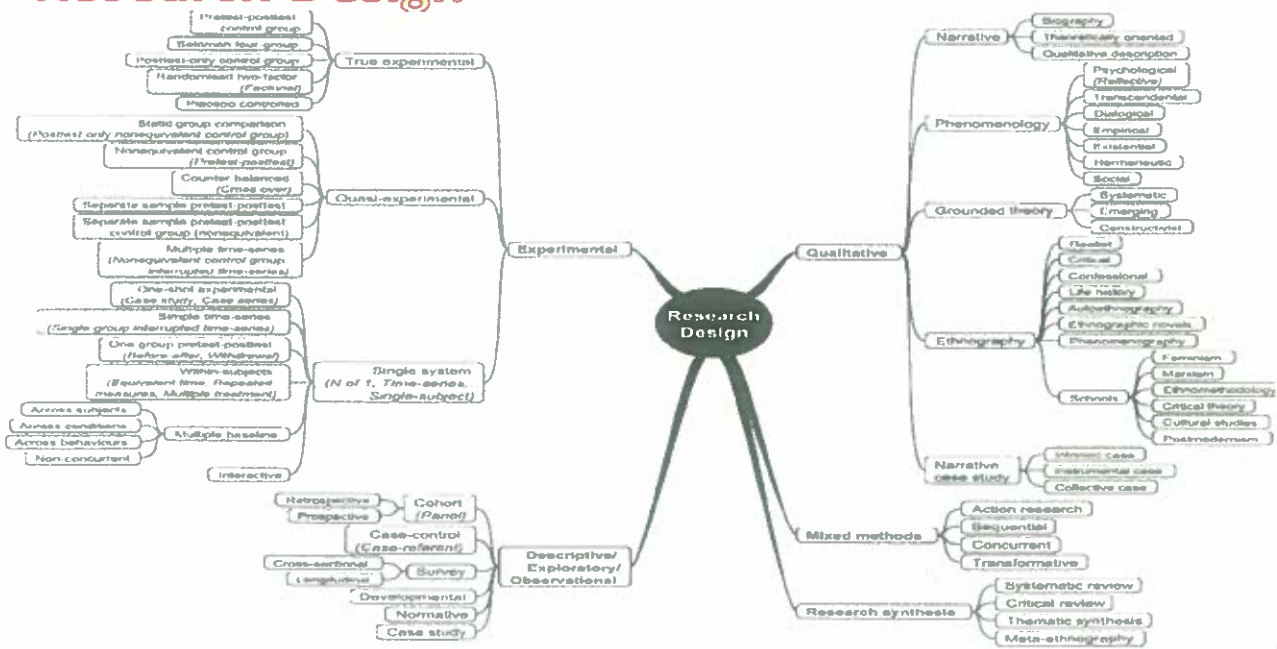 Research Design
Pretest-posttest
control group
Solomon four-group
Posttest-only control group
Randomised two-factor
(Factorial)
Placebo controlled
True experimental
Static group comparison
(Posttest only nonequivalent control group)
Nonequivalent control group
(Pretest-posttest)
Counter balanced
(Cross over)
Separate sample pretest-posttest
Separate sample pretest-posttest
control group (nonequivalent)
Multiple time-series
(Nonequivalent control group
interrupted time-series)
Quasi-experimental
One-shot experimental
(Case study, Case series)
Simple time-series
(Single group interrupted time-series)
One group pretest-posttest
(Before-after, Withdrawal)
Within-subjects
(Equivalent time, Repeated
measures, Multiple treatment)
Across subjects
Across conditions
Across behaviours
Non-concurrent
Multiple baseline
Interactive
Single system
(N of 1, Time-series,
Single-subject)
Experimental
Retrospective
Prospective
Cohort
(Panel)
Case-control
(Case-referent)
Cross-sectional
Longitudinal
Survey
Developmental
Normative
Case study
Descriptive/
Exploratory/
Observational
Research
Design
Qualitative
Narrative
Biography
Theoretically oriented
Qualitative description
Phenomenology
Psychological
(Reflective)
Transcendental
Dialogical
Empirical
Existential
Hermeneutic
Social
Grounded theory
Systematic
Emerging
Constructivist
Ethnography
Realist
Critical
Confessional
Life history
Autoethnography
Ethnographic novels
Phenomenography
Schools
Feminism
Marxism
Ethnomethodology
Critical theory
Cultural studies
Postmodernism
Narrative
case study
Intrinsic case
Instrumental case
Collective case
Mixed methods
Action research
Sequential
Concurrent
Transformative
Research synthesis
Systematic review
Critical review
Thematic synthesis
Meta-ethnography